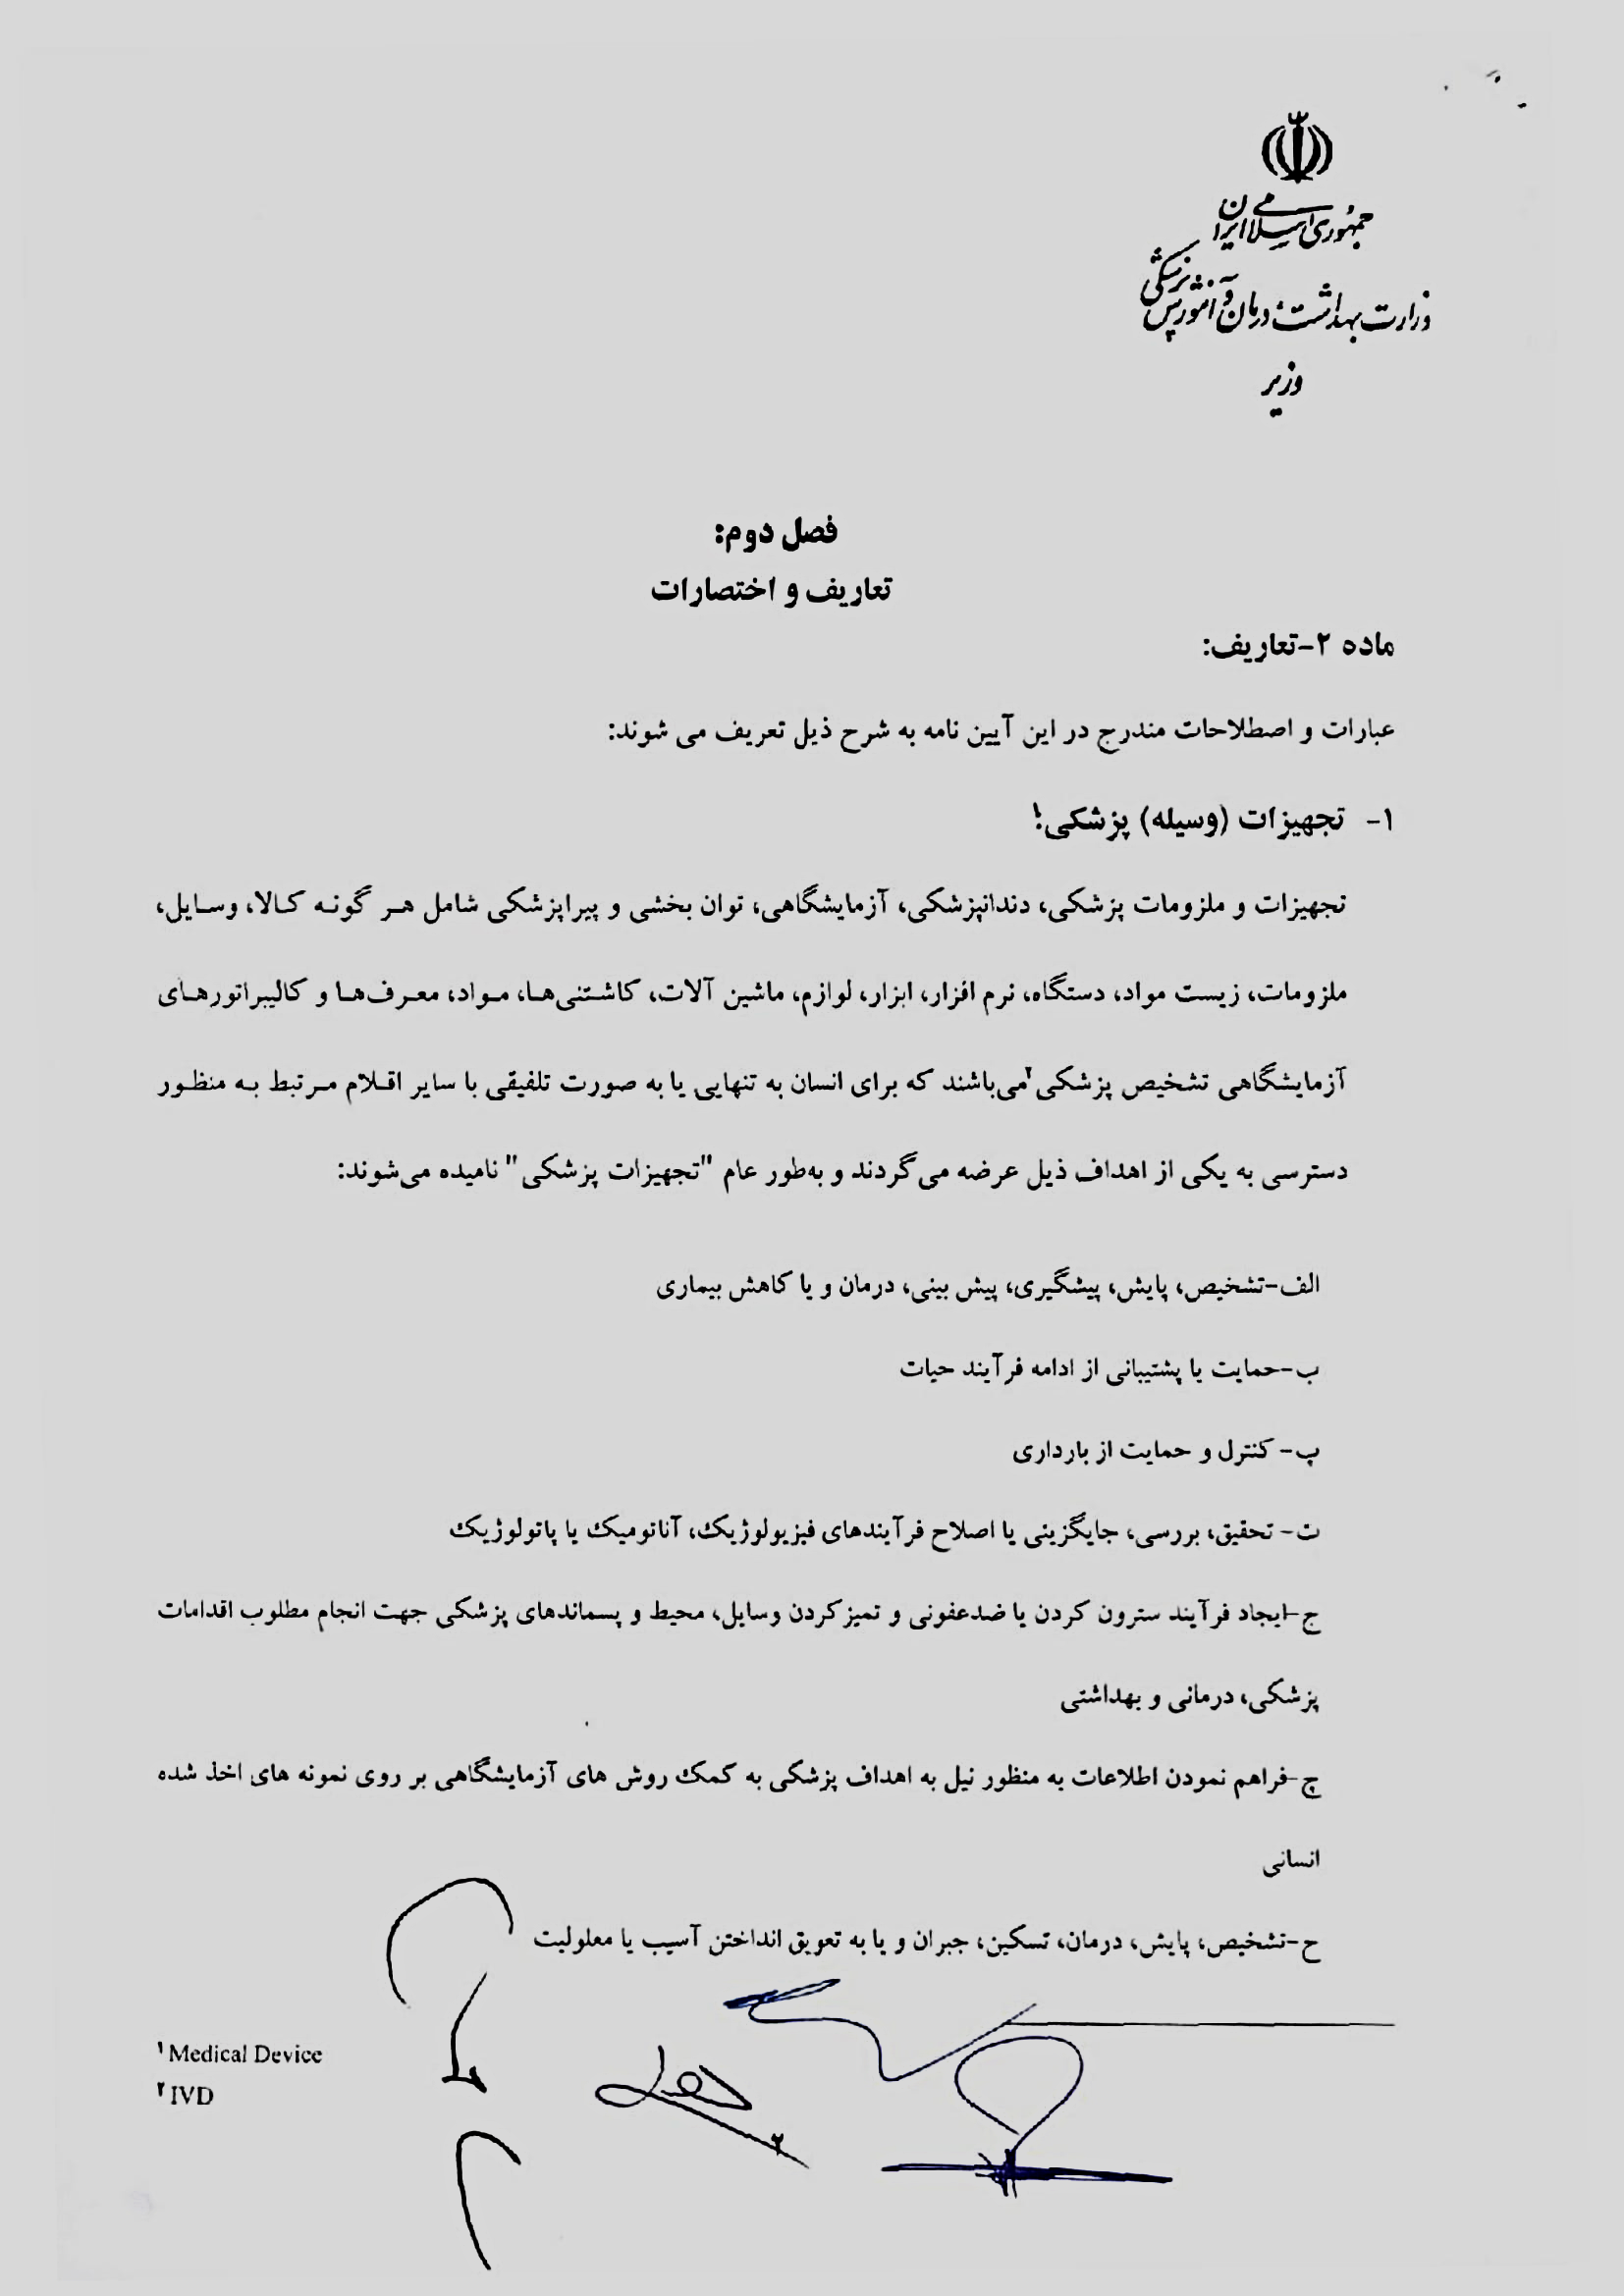 جمهوری اسلامی ایران
وزارت بهداشت، درمان و آموزش پزشکی
وزیر
فصل دوم:
تعاریف و اختصارات
ماده ۲-تعاریف:
عبارات و اصطلاحات مندرج در این آیین نامه به شرح ذیل تعریف می شوند:
۱- تجهیزات (وسیله) پزشکی۱:
تجهیزات و ملزومات پزشکی، دندانپزشکی، آزمایشگاهی، توان بخشی و پیراپزشکی شامل هر گونه کالا، وسایل،
ملزومات، زیست مواد، دستگاه، نرم افزار، ابزار، لوازم، ماشین آلات، کاشتنی‌ها، مواد، معرف‌ها و کالیبراتورهای
آزمایشگاهی تشخیص پزشکی۲می‌باشند که برای انسان به تنهایی یا به صورت تلفیقی با سایر اقلام مرتبط به منظور
دسترسی به یکی از اهداف ذیل عرضه می‌گردند و به‌طور عام "تجهیزات پزشکی" نامیده می‌شوند:
الف-تشخیص، پایش، پیشگیری، پیش بینی، درمان و یا کاهش بیماری
ب-حمایت یا پشتیبانی از ادامه فرآیند حیات
پ- کنترل و حمایت از بارداری
ت- تحقیق، بررسی، جایگزینی یا اصلاح فرآیندهای فیزیولوژیک، آناتومیک یا پاتولوژیک
ج-ایجاد فرآیند سترون کردن یا ضدعفونی و تمیزکردن وسایل، محیط و پسماندهای پزشکی جهت انجام مطلوب اقدامات
پزشکی، درمانی و بهداشتی
چ-فراهم نمودن اطلاعات به منظور نیل به اهداف پزشکی به کمک روش های آزمایشگاهی بر روی نمونه های اخذ شده
انسانی
ح-تشخیص، پایش، درمان، تسکین، جبران و یا به تعویق انداختن آسیب یا معلولیت
۱ Medical Device
۲ IVD
۲